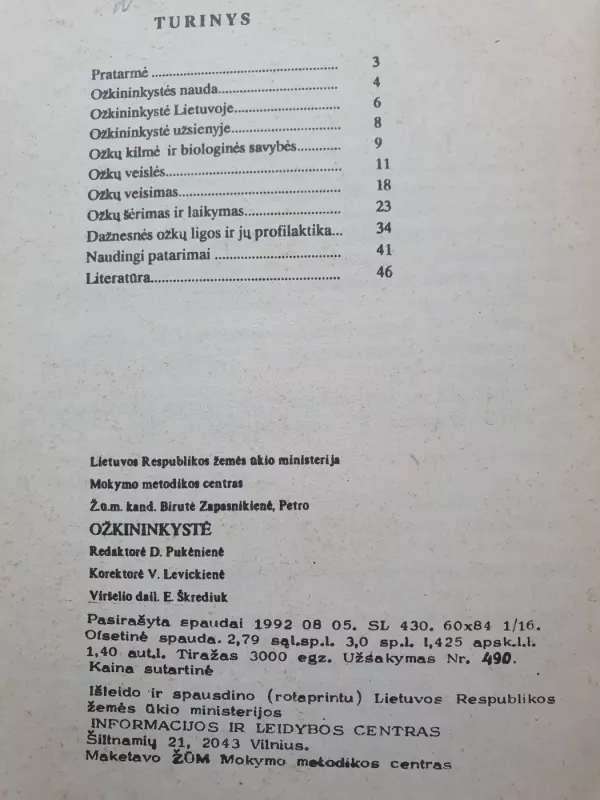 TURINYS
Pratarmė 3
Ožkininkystės nauda 4
Ožkininkystė Lietuvoje 6
Ožkininkystė užsienyje 8
Ožkų kilmė ir biologinės savybės 9
Ožkų veislės 11
Ožkų veisimas 18
Ožkų šėrimas ir laikymas 23
Dažnesnės ožkų ligos ir jų profilaktika... 34
Naudingi patarimai 41
Literatūra 46
Lietuvos Respublikos žemės ūkio ministerija
Mokymo metodikos centras
Ž.ū.m. kand. Birutė Zapasnikienė, Petro
OŽKININKYSTĖ
Redaktorė D. Pukėnienė
Korektorė V. Levickienė
Viršelio dail. E. Škrediuk
Pasirašyta spaudai 1992 08 05. SL 430. 60x84 1/16.
Ofsetinė spauda. 2,79 sąl.sp.l. 3,0 sp.l. 1,425 apsk.l.l.
1,40 aut.l. Tiražas 3000 egz. Užsakymas Nr. 490.
Kaina sutartinė
Išleido ir spausdino (rotaprintu) Lietuvos Respublikos
žemės ūkio ministerijos
INFORMACIJOS IR LEIDYBOS CENTRAS
Šiltnamių 21, 2043 Vilnius.
Maketavo ŽŪM Mokymo metodikos centras